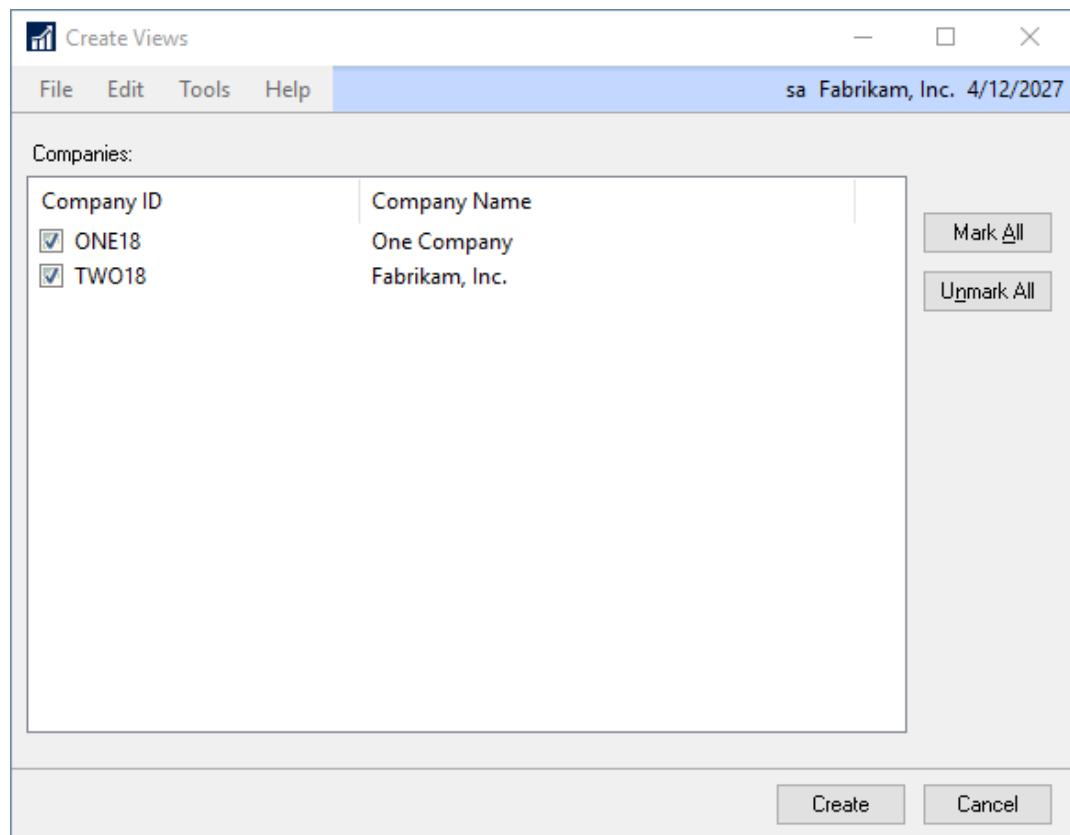 Create Views
File Edit Tools Help sa Fabrikam, Inc. 4/12/2027
Companies:
Company ID Company Name
ONE18 One Company
TWO18 Fabrikam, Inc.
Mark All
Unmark All
Create Cancel